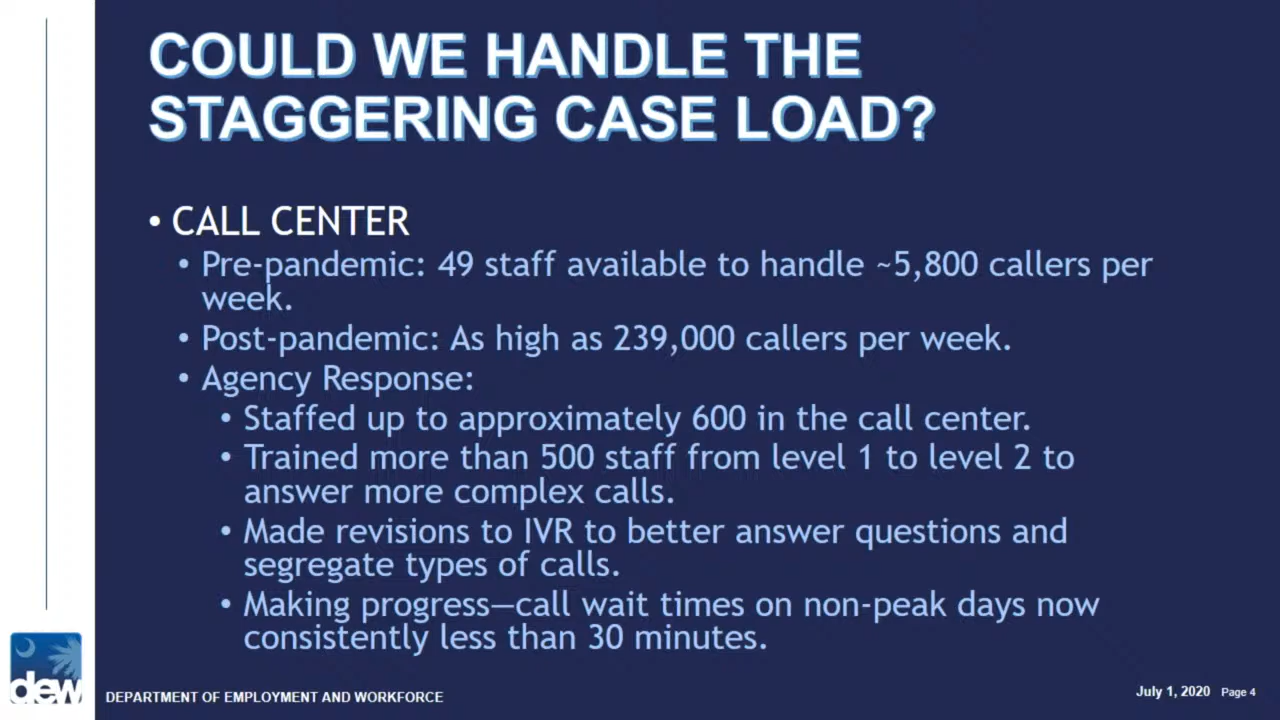 COULD WE HANDLE THE
STAGGERING CASE LOAD?
• CALL CENTER
• Pre-pandemic: 49 staff available to handle ~5,800 callers per
week.
• Post-pandemic: As high as 239,000 callers per week.
• Agency Response:
• Staffed up to approximately 600 in the call center.
• Trained more than 500 staff from level 1 to level 2 to
answer more complex calls.
• Made revisions to IVR to better answer questions and
segregate types of calls.
• Making progress—call wait times on non-peak days now
consistently less than 30 minutes.
dew
DEPARTMENT OF EMPLOYMENT AND WORKFORCE
July 1, 2020 Page 4